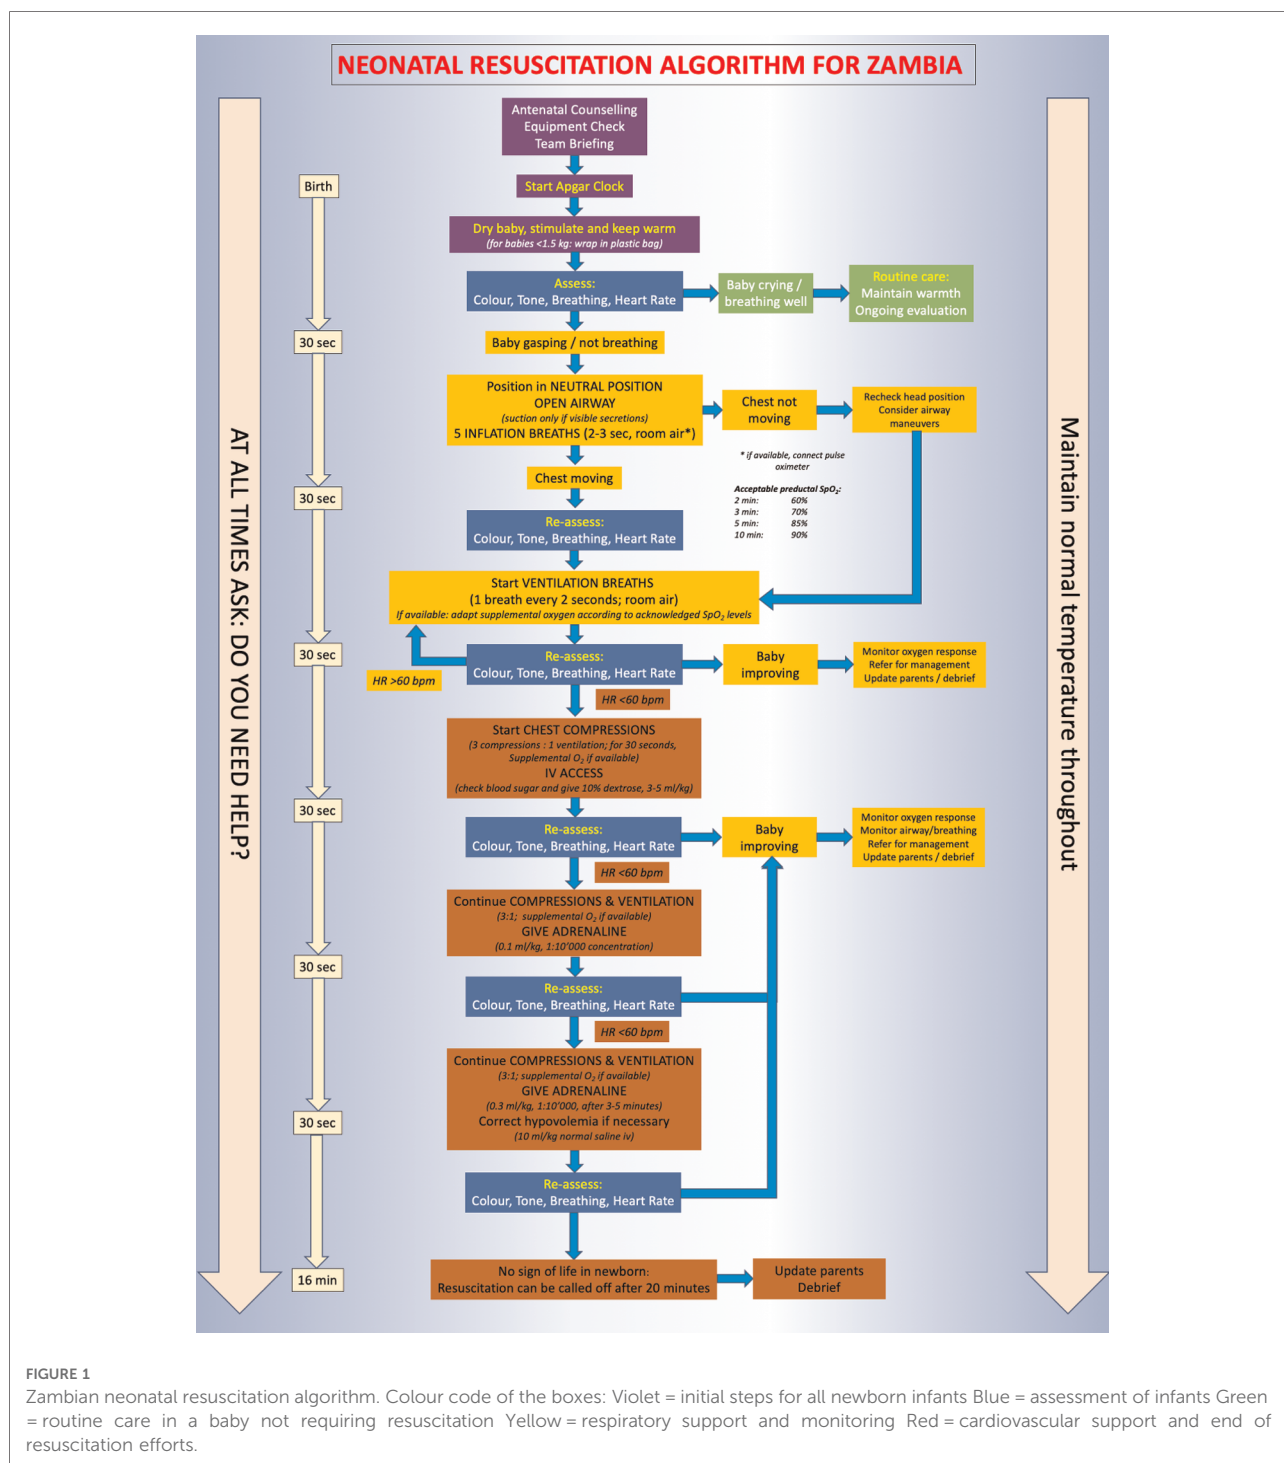 NEONATAL RESUSCITATION ALGORITHM FOR ZAMBIA
AT ALL TIMES ASK: DO YOU NEED HELP?
Maintain normal temperature throughout
Birth
30 sec
30 sec
30 sec
30 sec
30 sec
30 sec
16 min
Antenatal Counselling
Equipment Check
Team Briefing
Start Apgar Clock
Dry baby, stimulate and keep warm
(for babies <1.5 kg: wrap in plastic bag)
Assess:
Colour, Tone, Breathing, Heart Rate
Baby crying /
breathing well
Routine care:
Maintain warmth
Ongoing evaluation
Baby gasping / not breathing
Position in NEUTRAL POSITION
OPEN AIRWAY
(suction only if visible secretions)
5 INFLATION BREATHS (2-3 sec, room air*)
Chest not
moving
Recheck head position
Consider airway
maneuvers
* if available, connect pulse
oximeter
Acceptable preductal SpO₂:
2 min: 60%
3 min: 70%
5 min: 85%
10 min: 90%
Chest moving
Re-assess:
Colour, Tone, Breathing, Heart Rate
Start VENTILATION BREATHS
(1 breath every 2 seconds; room air)
If available: adapt supplemental oxygen according to acknowledged SpO₂ levels
HR >60 bpm
Re-assess:
Colour, Tone, Breathing, Heart Rate
Baby
improving
Monitor oxygen response
Refer for management
Update parents / debrief
HR <60 bpm
Start CHEST COMPRESSIONS
(3 compressions : 1 ventilation; for 30 seconds,
Supplemental O₂ if available)
IV ACCESS
(check blood sugar and give 10% dextrose, 3-5 ml/kg)
Re-assess:
Colour, Tone, Breathing, Heart Rate
Baby
improving
Monitor oxygen response
Monitor airway/breathing
Refer for management
Update parents / debrief
HR <60 bpm
Continue COMPRESSIONS & VENTILATION
(3:1; supplemental O₂ if available)
GIVE ADRENALINE
(0.1 ml/kg, 1:10'000 concentration)
Re-assess:
Colour, Tone, Breathing, Heart Rate
HR <60 bpm
Continue COMPRESSIONS & VENTILATION
(3:1; supplemental O₂ if available)
GIVE ADRENALINE
(0.3 ml/kg, 1:10'000, after 3-5 minutes)
Correct hypovolemia if necessary
(10 ml/kg normal saline iv)
Re-assess:
Colour, Tone, Breathing, Heart Rate
No sign of life in newborn:
Resuscitation can be called off after 20 minutes
Update parents
Debrief
FIGURE 1
Zambian neonatal resuscitation algorithm. Colour code of the boxes: Violet = initial steps for all newborn infants Blue = assessment of infants Green
= routine care in a baby not requiring resuscitation Yellow = respiratory support and monitoring Red = cardiovascular support and end of
resuscitation efforts.